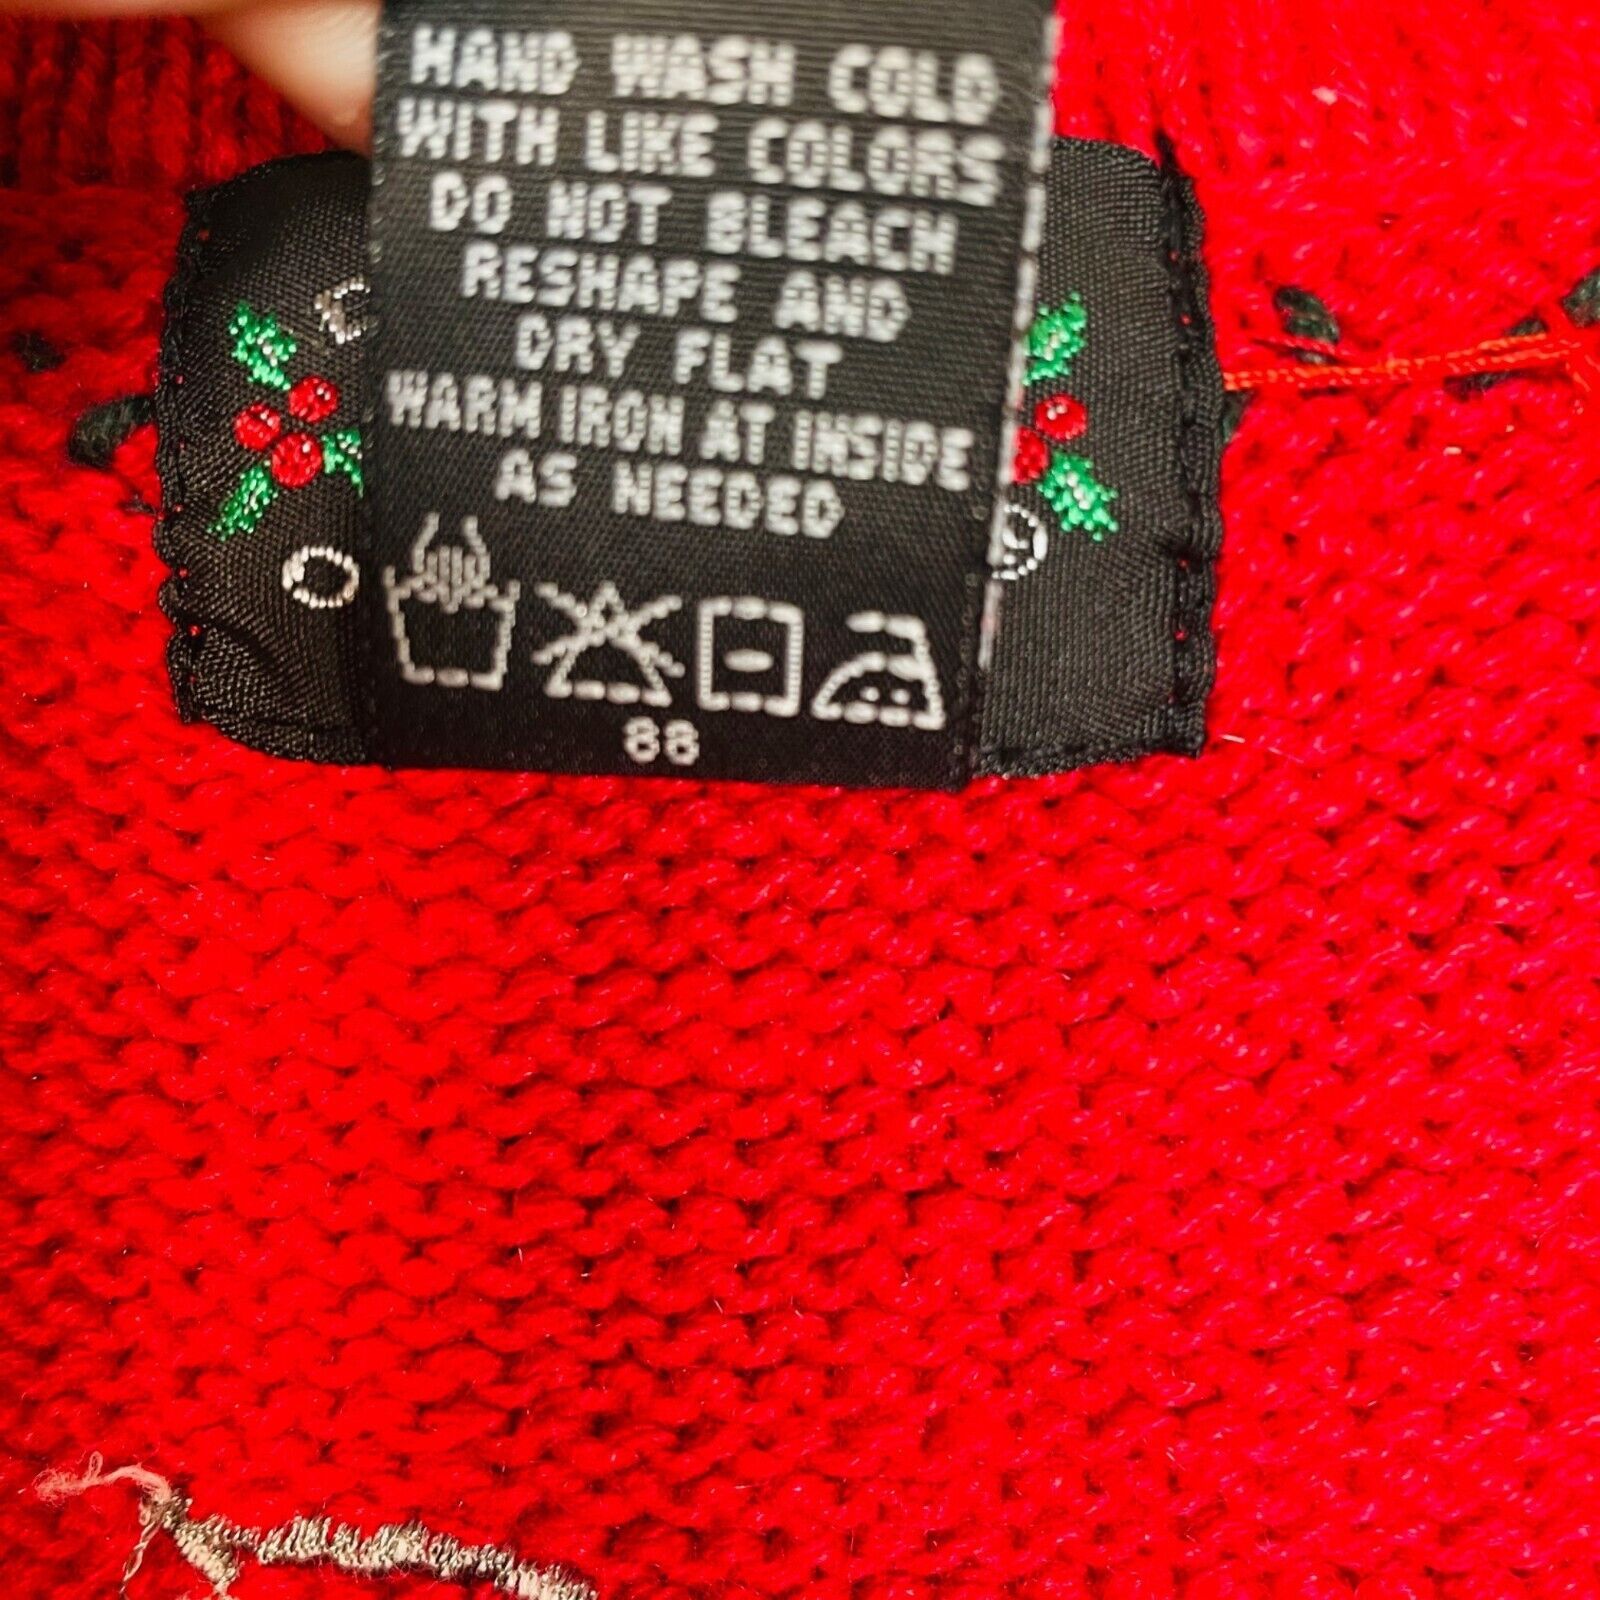 HAND WASH COLD
WITH LIKE COLORS
DO NOT BLEACH
RESHAPE AND
DRY FLAT
WARM IRON AT INSIDE
AS NEEDED
88